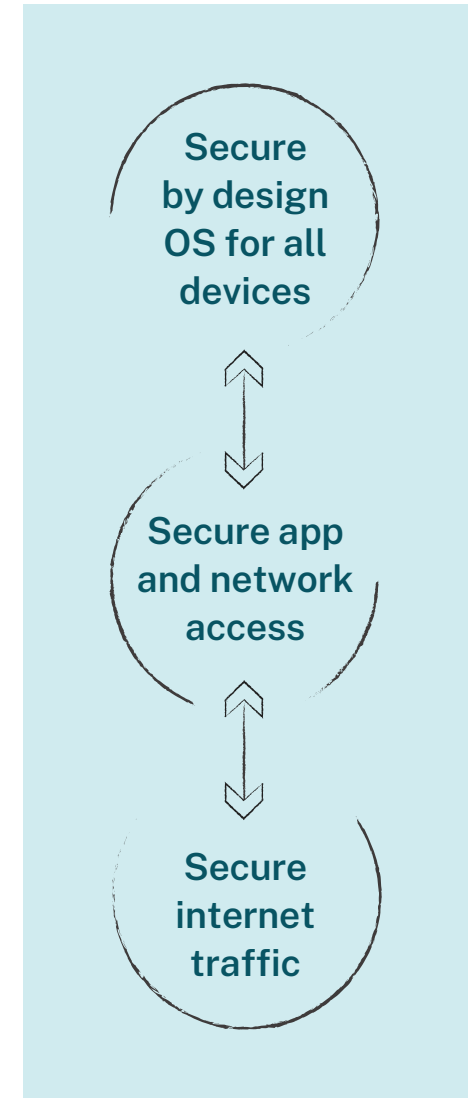 Secure
by design
OS for all
devices
Secure app
and network
access
Secure
internet
traffic